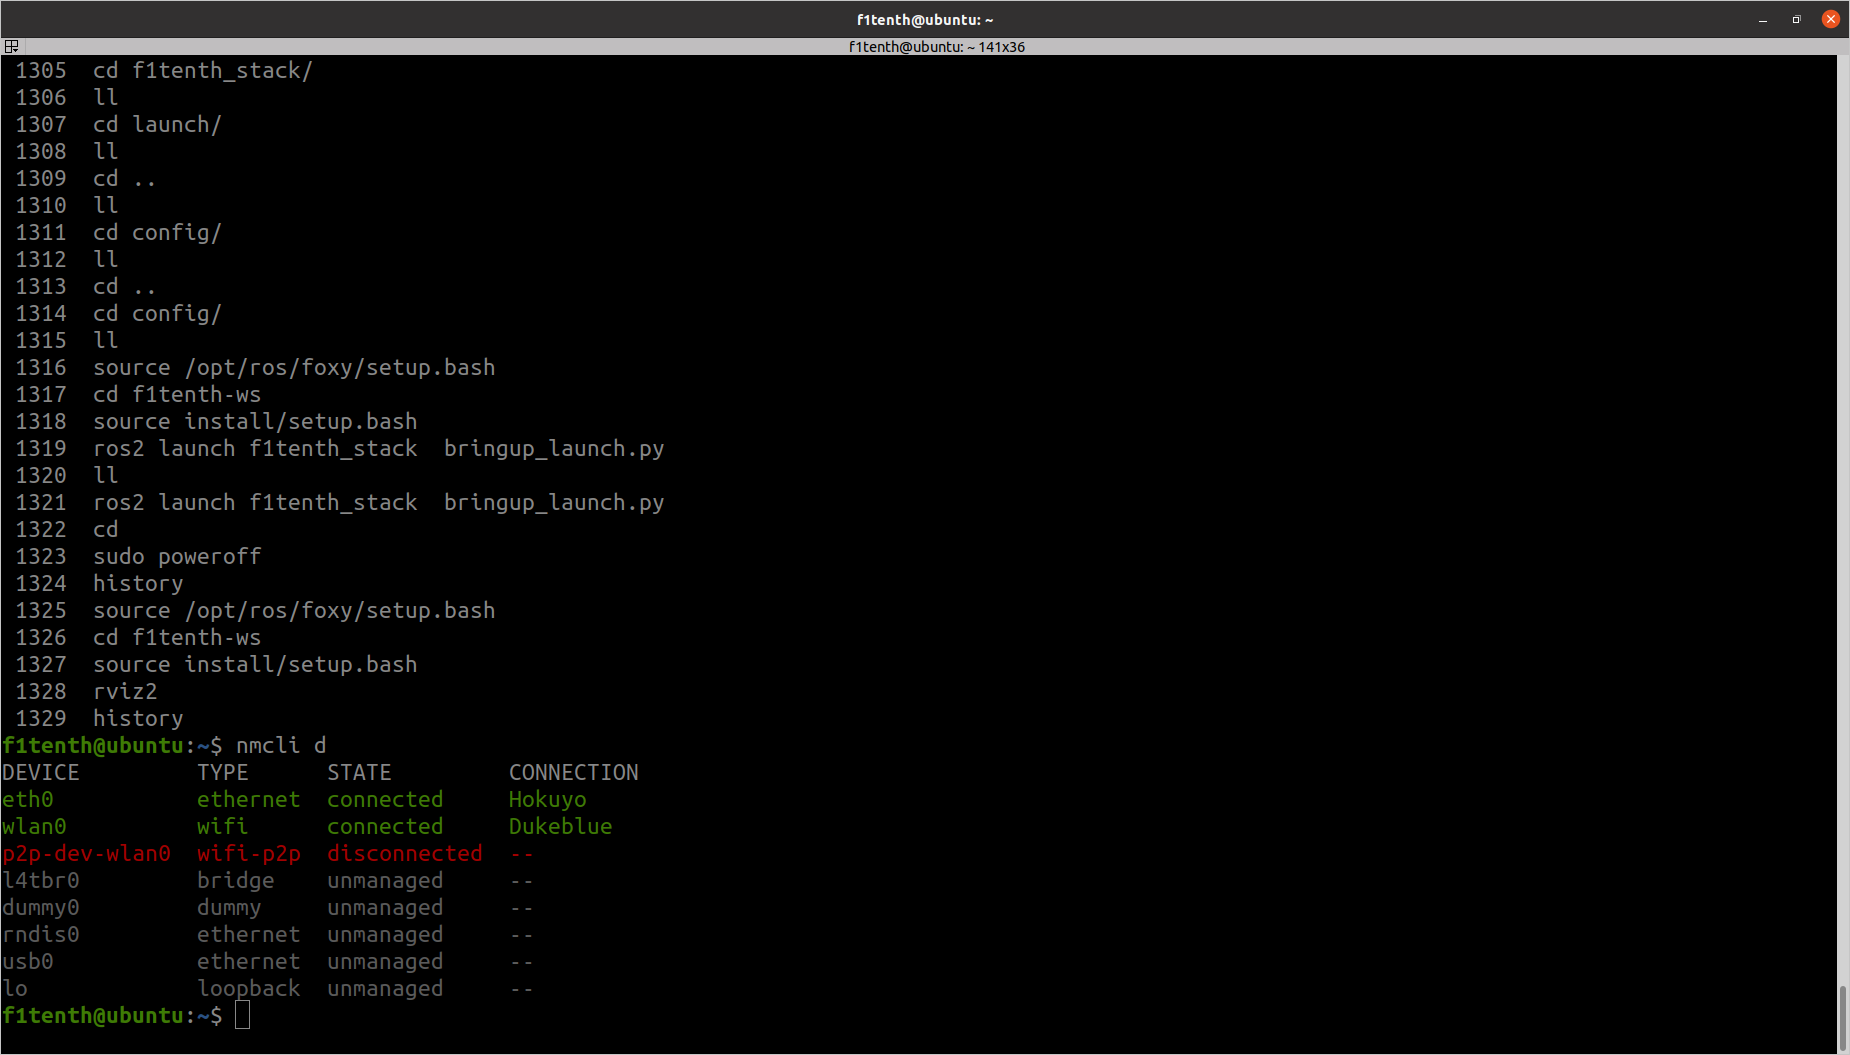 f1tenth@ubuntu: ~
f1tenth@ubuntu: ~ 141x36
1305  cd f1tenth_stack/
1306  ll
1307  cd launch/
1308  ll
1309  cd ..
1310  ll
1311  cd config/
1312  ll
1313  cd ..
1314  cd config/
1315  ll
1316  source /opt/ros/foxy/setup.bash
1317  cd f1tenth-ws
1318  source install/setup.bash
1319  ros2 launch f1tenth_stack  bringup_launch.py
1320  ll
1321  ros2 launch f1tenth_stack  bringup_launch.py
1322  cd
1323  sudo poweroff
1324  history
1325  source /opt/ros/foxy/setup.bash
1326  cd f1tenth-ws
1327  source install/setup.bash
1328  rviz2
1329  history
f1tenth@ubuntu:~$ nmcli d
DEVICE         TYPE      STATE         CONNECTION
eth0           ethernet  connected     Hokuyo
wlan0          wifi      connected     Dukeblue
p2p-dev-wlan0  wifi-p2p  disconnected  --
l4tbr0         bridge    unmanaged     --
dummy0         dummy     unmanaged     --
rndis0         ethernet  unmanaged     --
usb0           ethernet  unmanaged     --
lo             loopback  unmanaged     --
f1tenth@ubuntu:~$